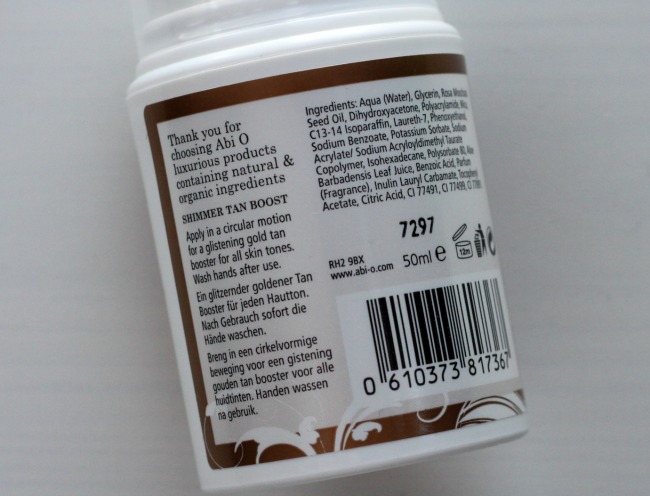 Thank you for
choosing Abi O
luxurious products
containing natural &
organic ingredients
SHIMMER TAN BOOST
Apply in a circular motion
for a glistening gold tan
booster for all skin tones.
Wash hands after use.
Ein glitzernder goldener Tan
Booster für jeden Hautton.
Nach Gebrauch sofort die
Hände waschen.
Breng in een cirkelvormige
beweging voor een gistening
gouden tan booster voor alle
huidtinten. Handen wassen
na gebruik.
Ingredients: Aqua (Water), Glycerin, Rosa
Seed Oil, Dihydroxyacetone, Polyacrylamide,
C13-14 Isoparaffin, Laureth-7, Phenoxyethanol,
Sodium Benzoate, Potassium Sorbate, Sodium
Acrylate/ Sodium Acryloyldimethyl Taurate
Copolymer, Isohexadecane, Polysorbate 80, Aloe
Barbadensis Leaf Juice, Benzoic Acid, Parfum
(Fragrance), Inulin Lauryl Carbamate, Tocopheryl
Acetate, Citric Acid, CI 77491, CI 77499, CI
7297
RH2 9BX
www.abi-o.com
50ml e
12m
0 610373 817367